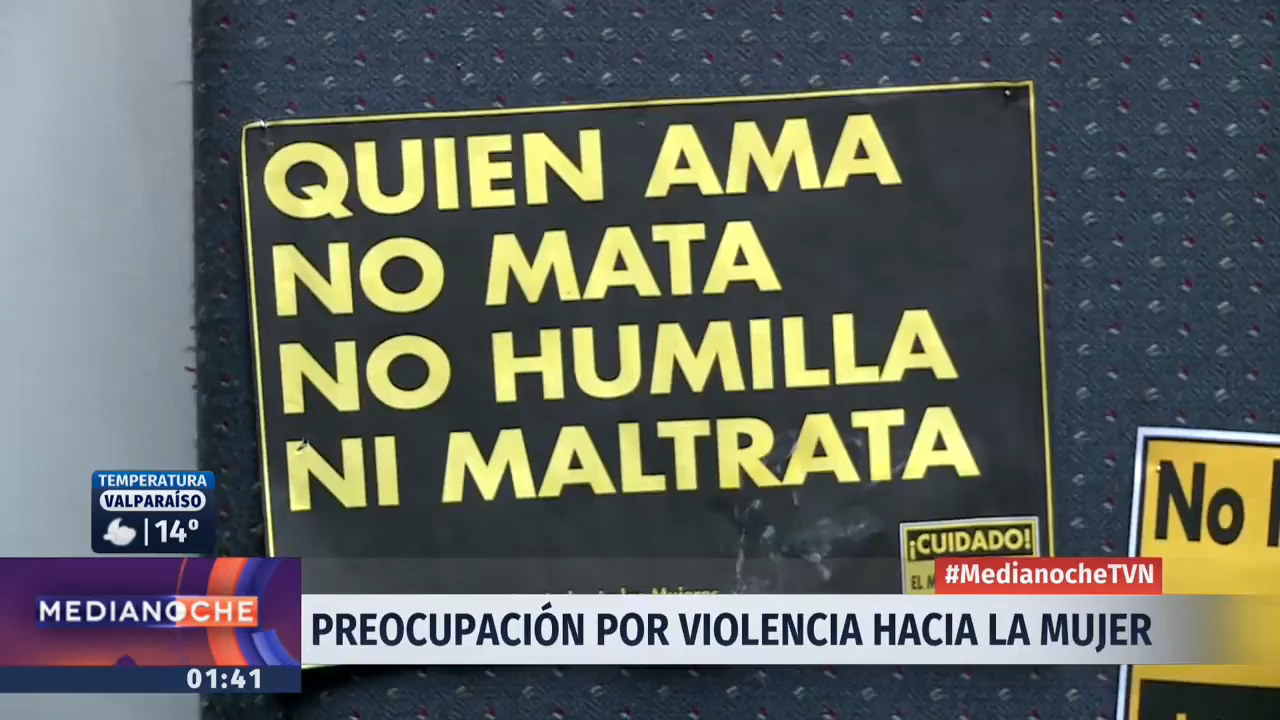 QUIEN AMA
NO MATA
NO HUMILLA
NI MALTRATA
¡CUIDADO!
EL
No
TEMPERATURA
VALPARAÍSO
14°
#MedianocheTVN
MEDIANOCHE
PREOCUPACIÓN POR VIOLENCIA HACIA LA MUJER
01:41